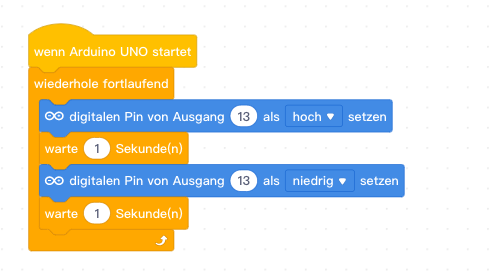 wenn Arduino UNO startet
wiederhole fortlaufend
digitalen Pin von Ausgang 13 als hoch setzen
warte 1 Sekunde(n)
digitalen Pin von Ausgang 13 als niedrig setzen
warte 1 Sekunde(n)